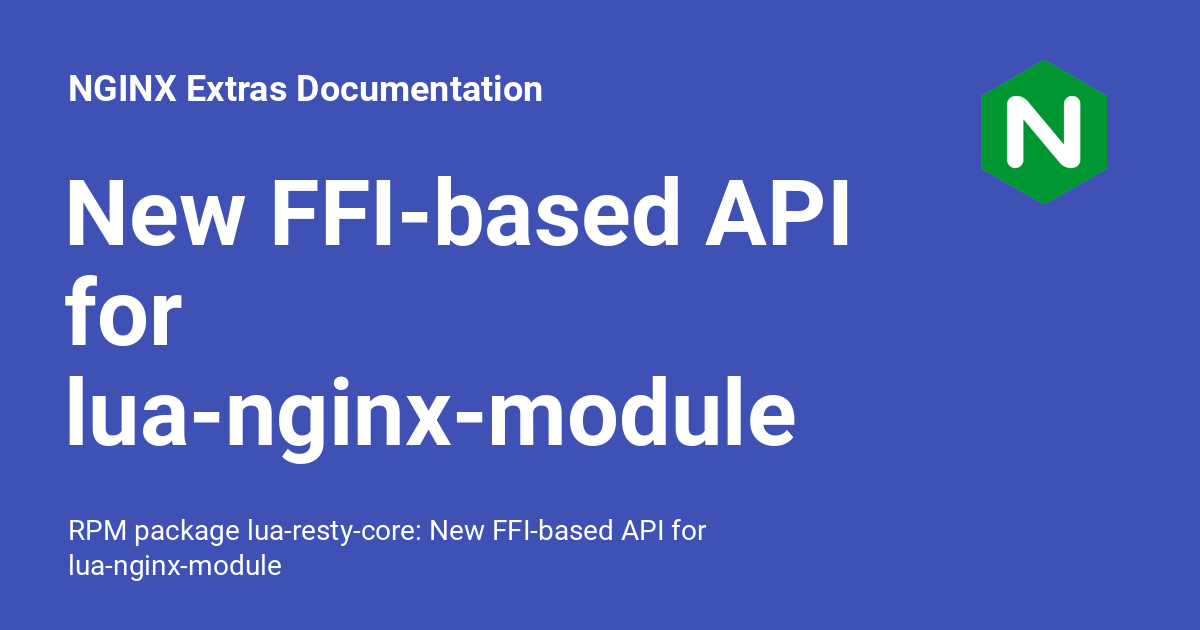 NGINX Extras Documentation
N
New FFI-based API
for
lua-nginx-module
RPM package lua-resty-core: New FFI-based API for
lua-nginx-module